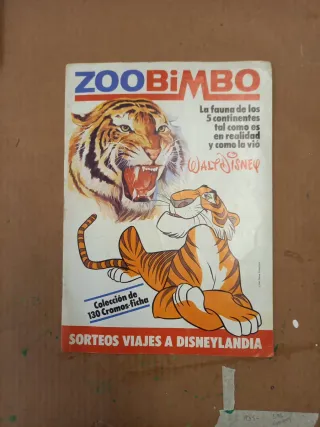 ZOOBiMBO
La fauna de los
5 continentes
tal como es
en realidad
y como la vió
WALT DISNEY
Colección de
130 Cromos-ficha
SORTEOS VIAJES A DISNEYLANDIA